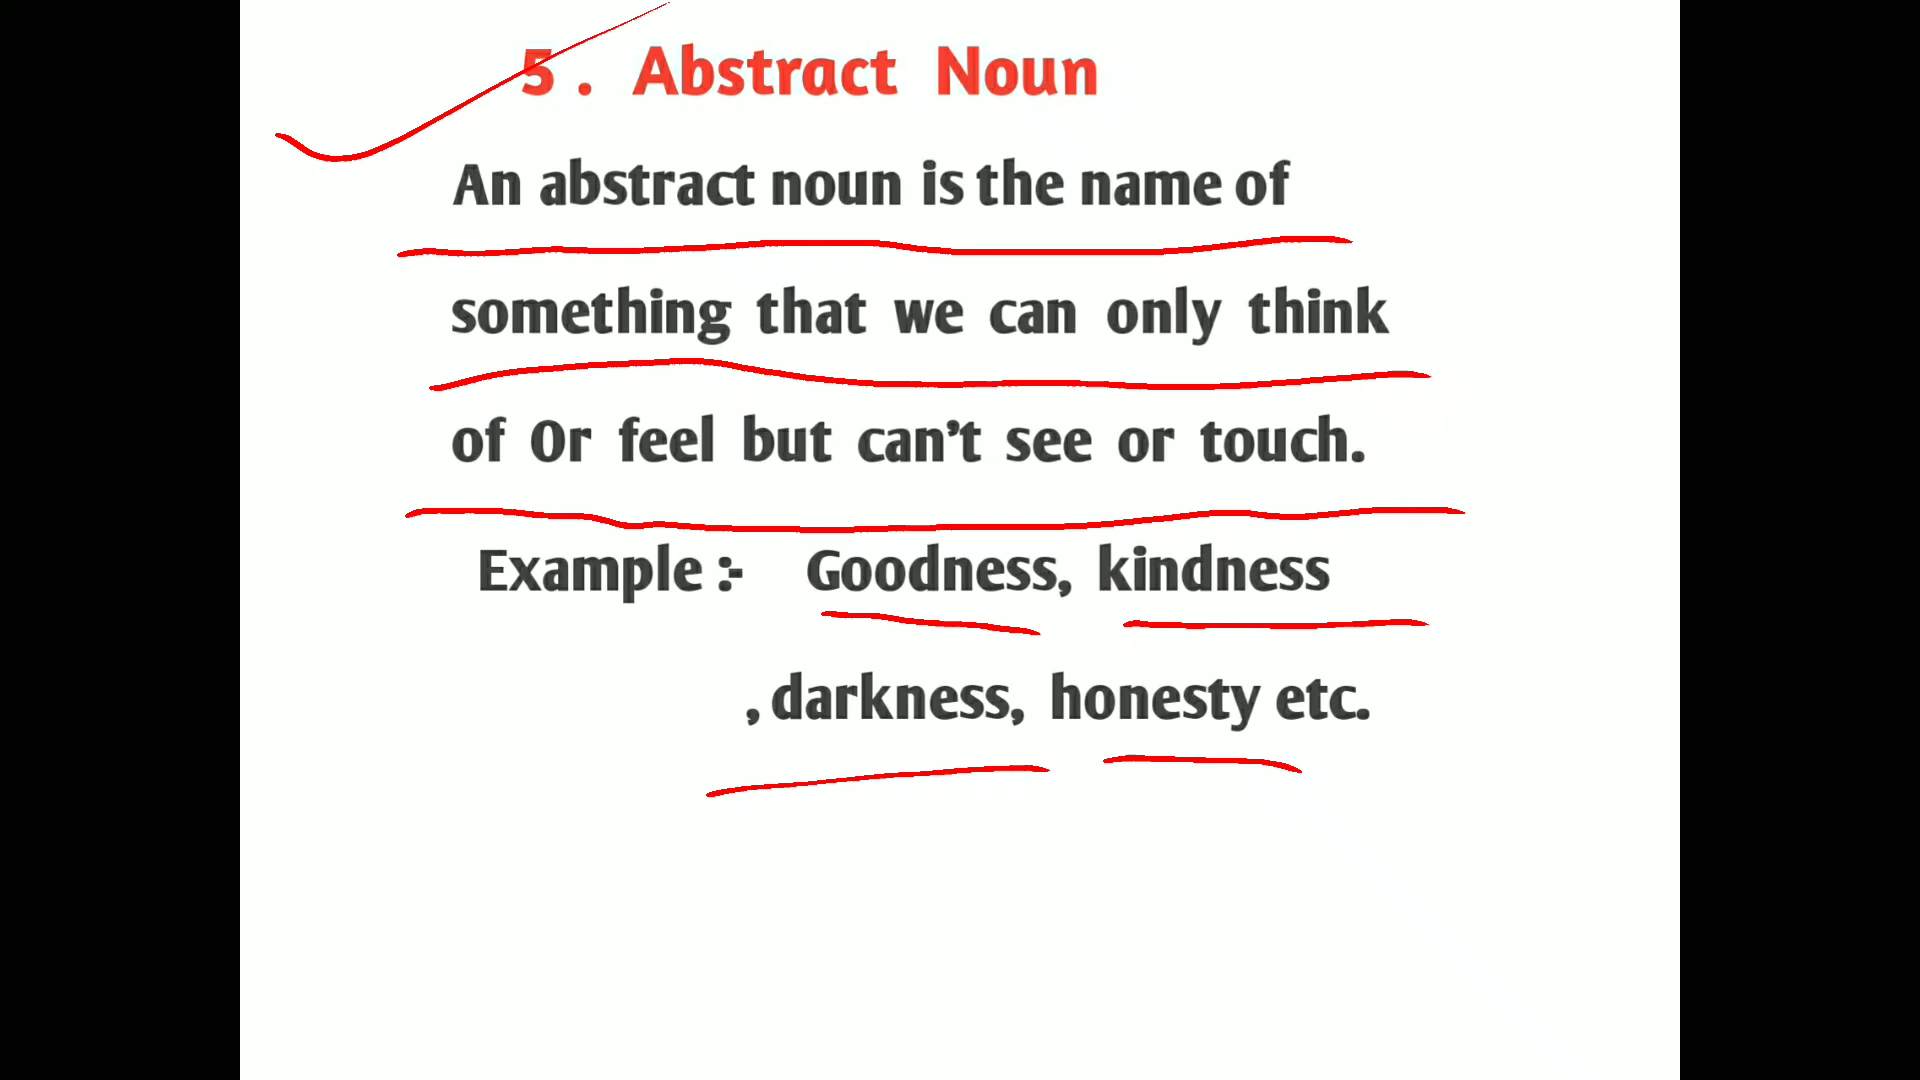 5 . Abstract Noun
An abstract noun is the name of
something that we can only think
of Or feel but can't see or touch.
Example :- Goodness, kindness
, darkness, honesty etc.